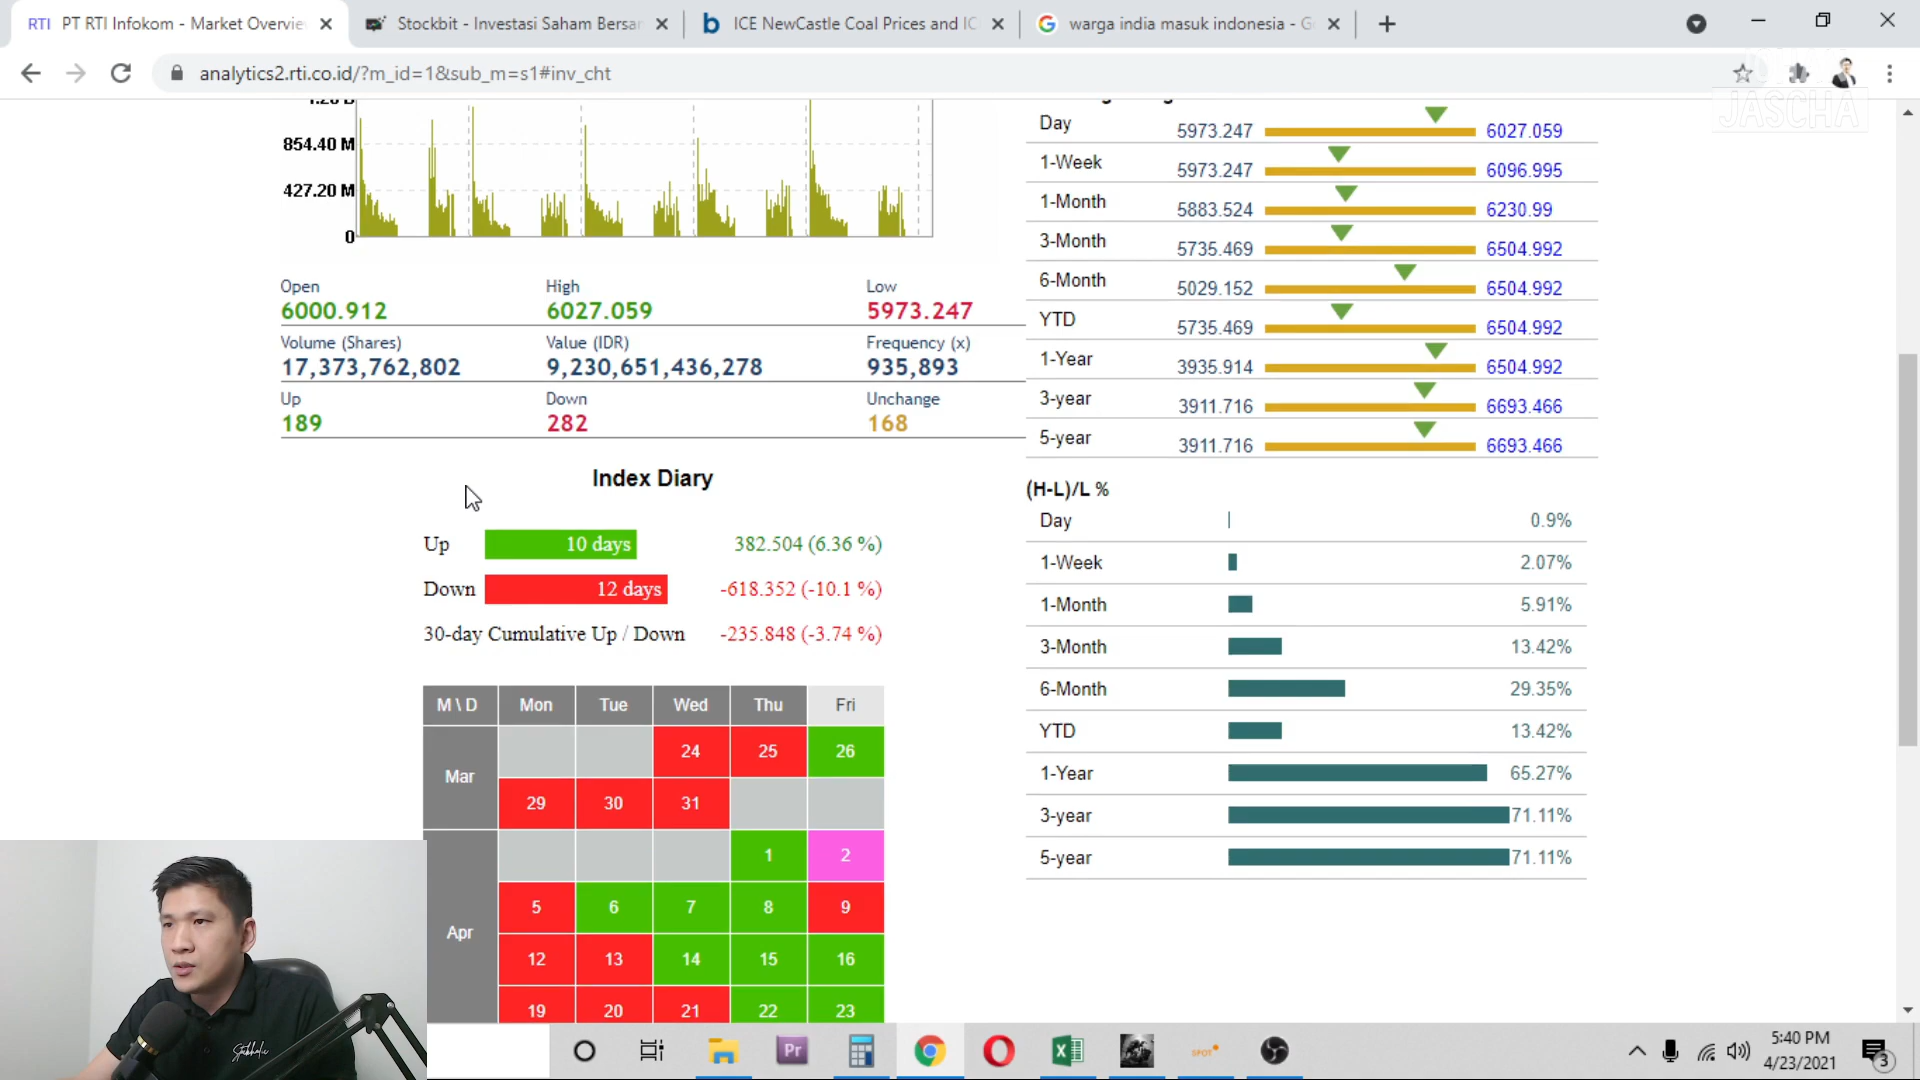 RTI PT RTI Infokom - Market Overvie
Stockbit - Investasi Saham Bersar
b ICE NewCastle Coal Prices and IC
G warga india masuk indonesia - G
analytics2.rti.co.id/?m_id=1&sub_m=s1#inv_cht
JASCHA
854.40 M
427.20 M
0
Open High Low
6000.912 6027.059 5973.247
Volume (Shares) Value (IDR) Frequency (x)
17,373,762,802 9,230,651,436,278 935,893
Up Down Unchange
189 282 168
Day 5973.247 6027.059
1-Week 5973.247 6096.995
1-Month 5883.524 6230.99
3-Month 5735.469 6504.992
6-Month 5029.152 6504.992
YTD 5735.469 6504.992
1-Year 3935.914 6504.992
3-year 3911.716 6693.466
5-year 3911.716 6693.466
Index Diary
Up 10 days 382.504 (6.36 %)
Down 12 days -618.352 (-10.1 %)
30-day Cumulative Up / Down -235.848 (-3.74 %)
M \ D Mon Tue Wed Thu Fri
Mar
24 25 26
29 30 31
Apr
1 2
5 6 7 8 9
12 13 14 15 16
19 20 21 22 23
(H-L)/L %
Day 0.9%
1-Week 2.07%
1-Month 5.91%
3-Month 13.42%
6-Month 29.35%
YTD 13.42%
1-Year 65.27%
3-year 71.11%
5-year 71.11%
Stockholic
Pr
SPOT
5:40 PM
4/23/2021
3